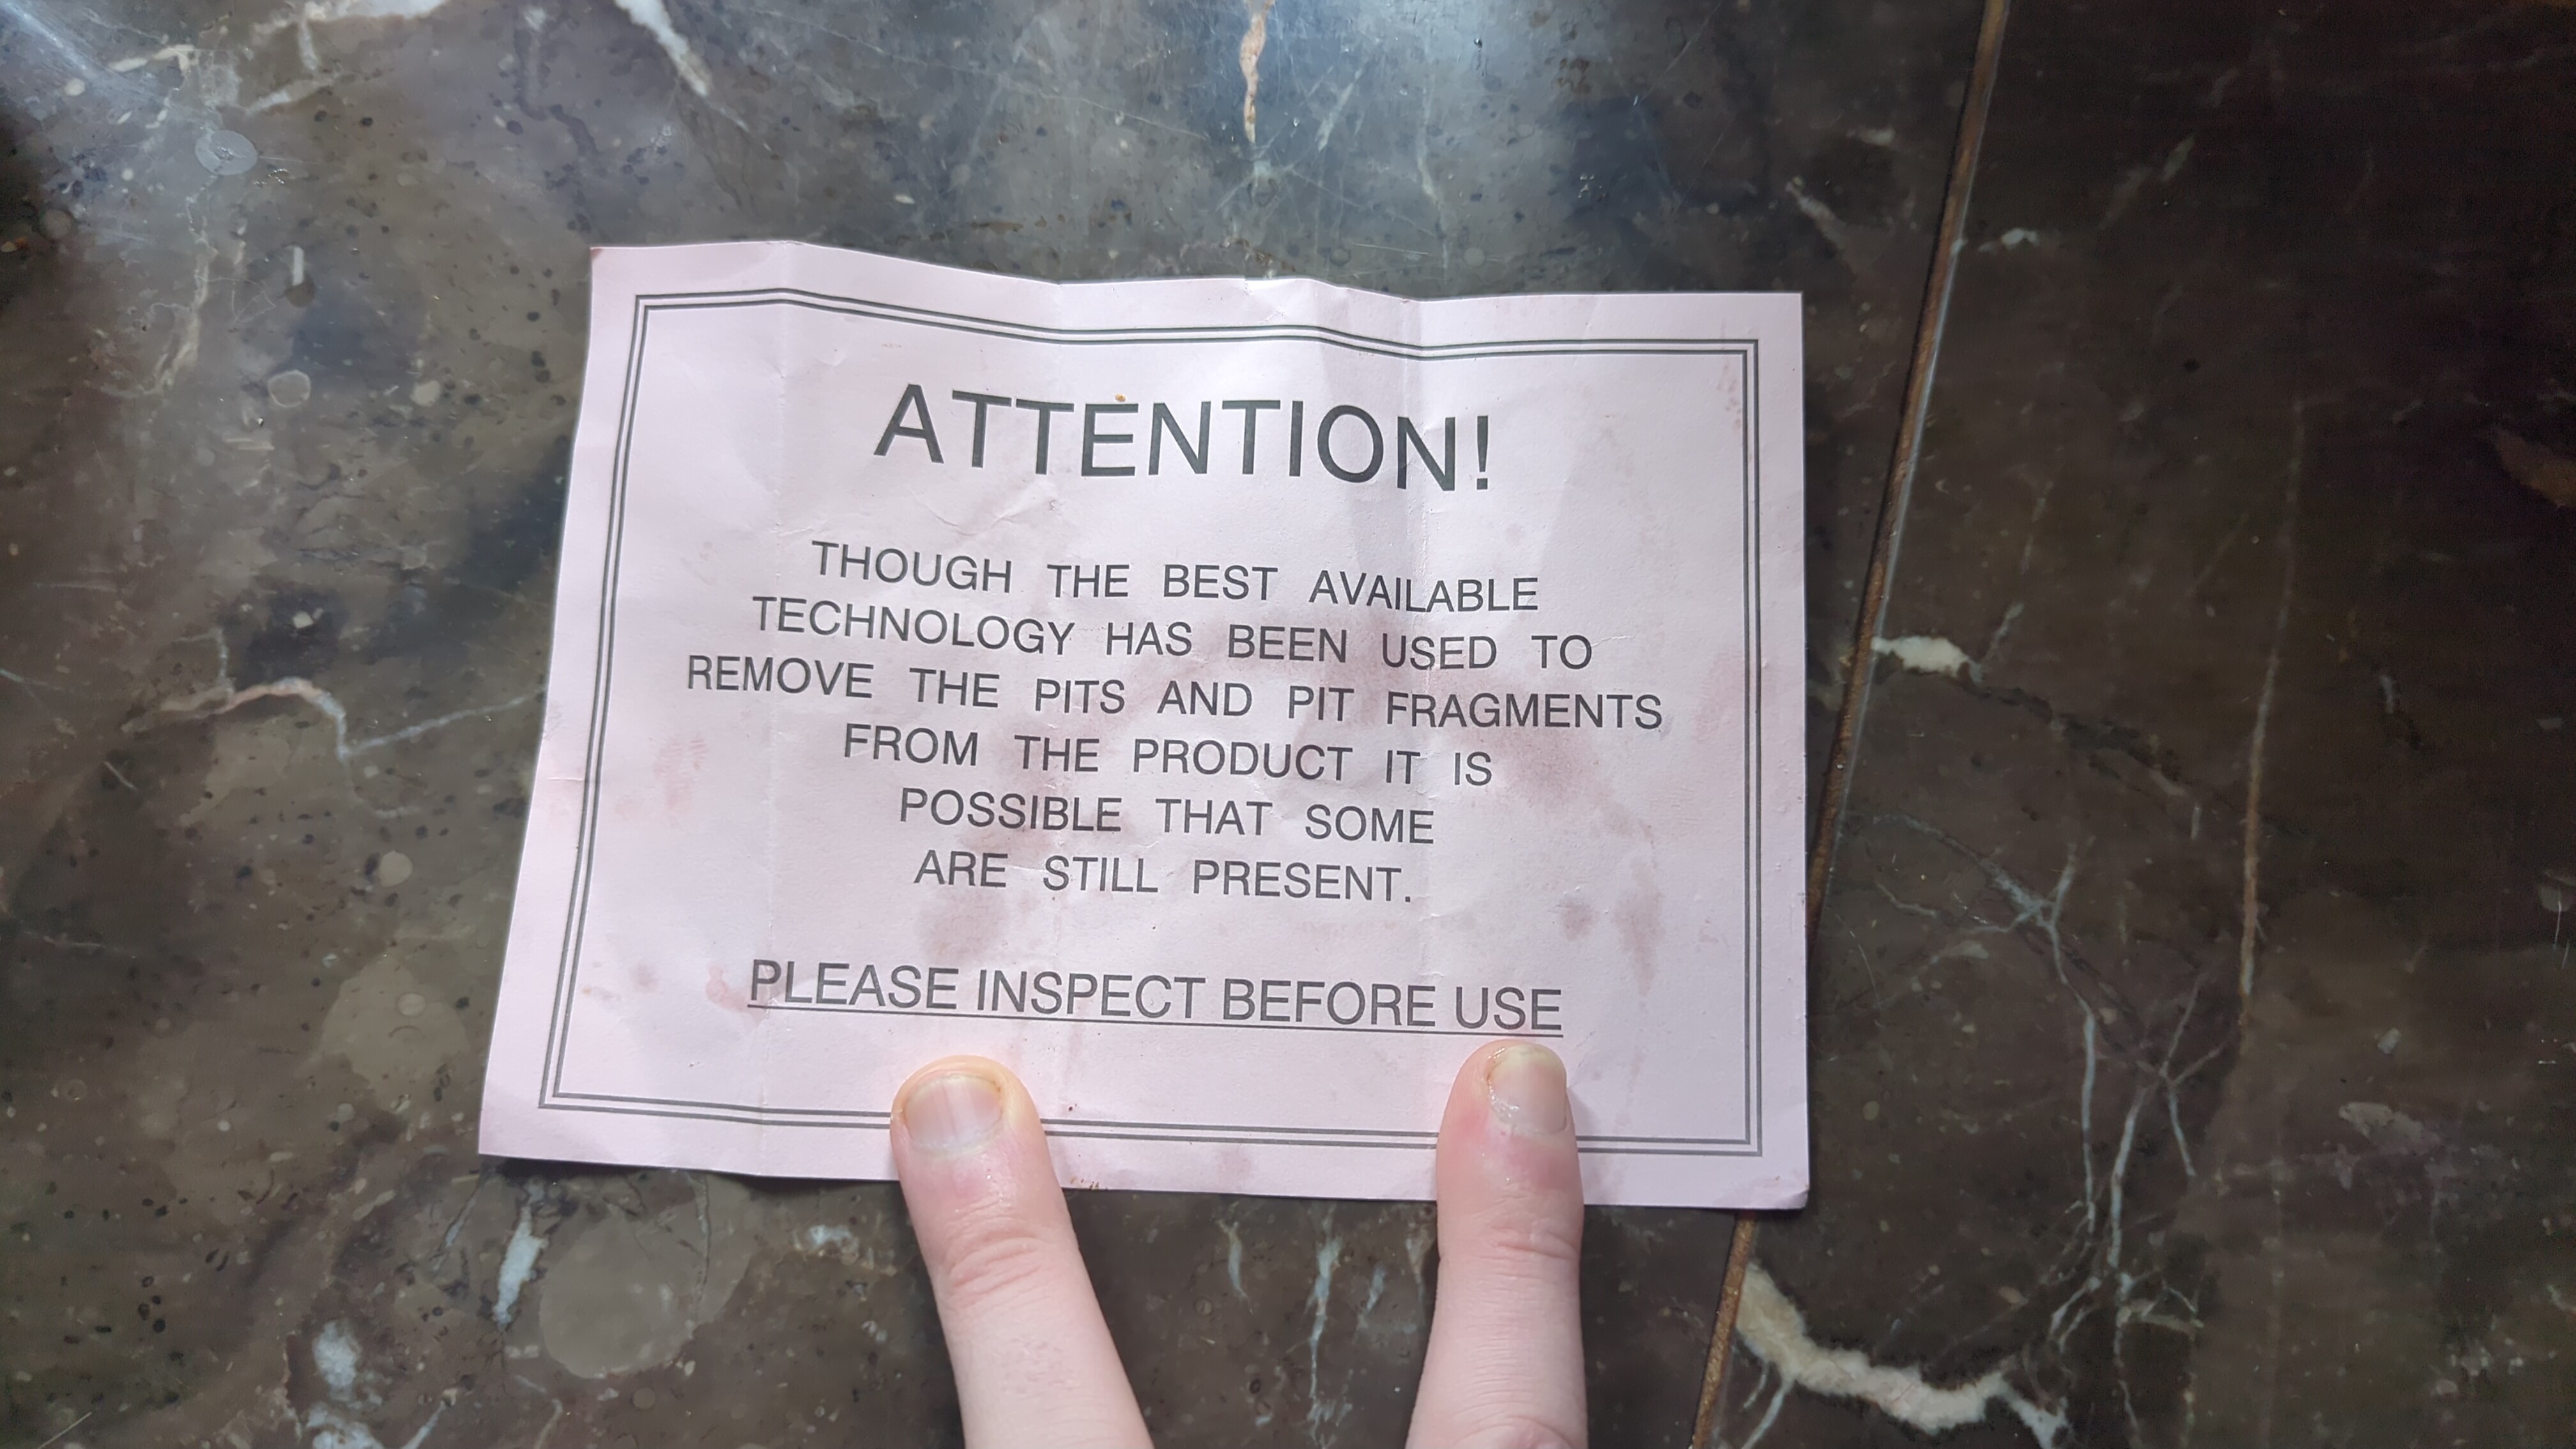 ATTENTION!
THOUGH THE BEST AVAILABLE
TECHNOLOGY HAS BEEN USED TO
REMOVE THE PITS AND PIT FRAGMENTS
FROM THE PRODUCT IT IS
POSSIBLE THAT SOME
ARE STILL PRESENT.
PLEASE INSPECT BEFORE USE